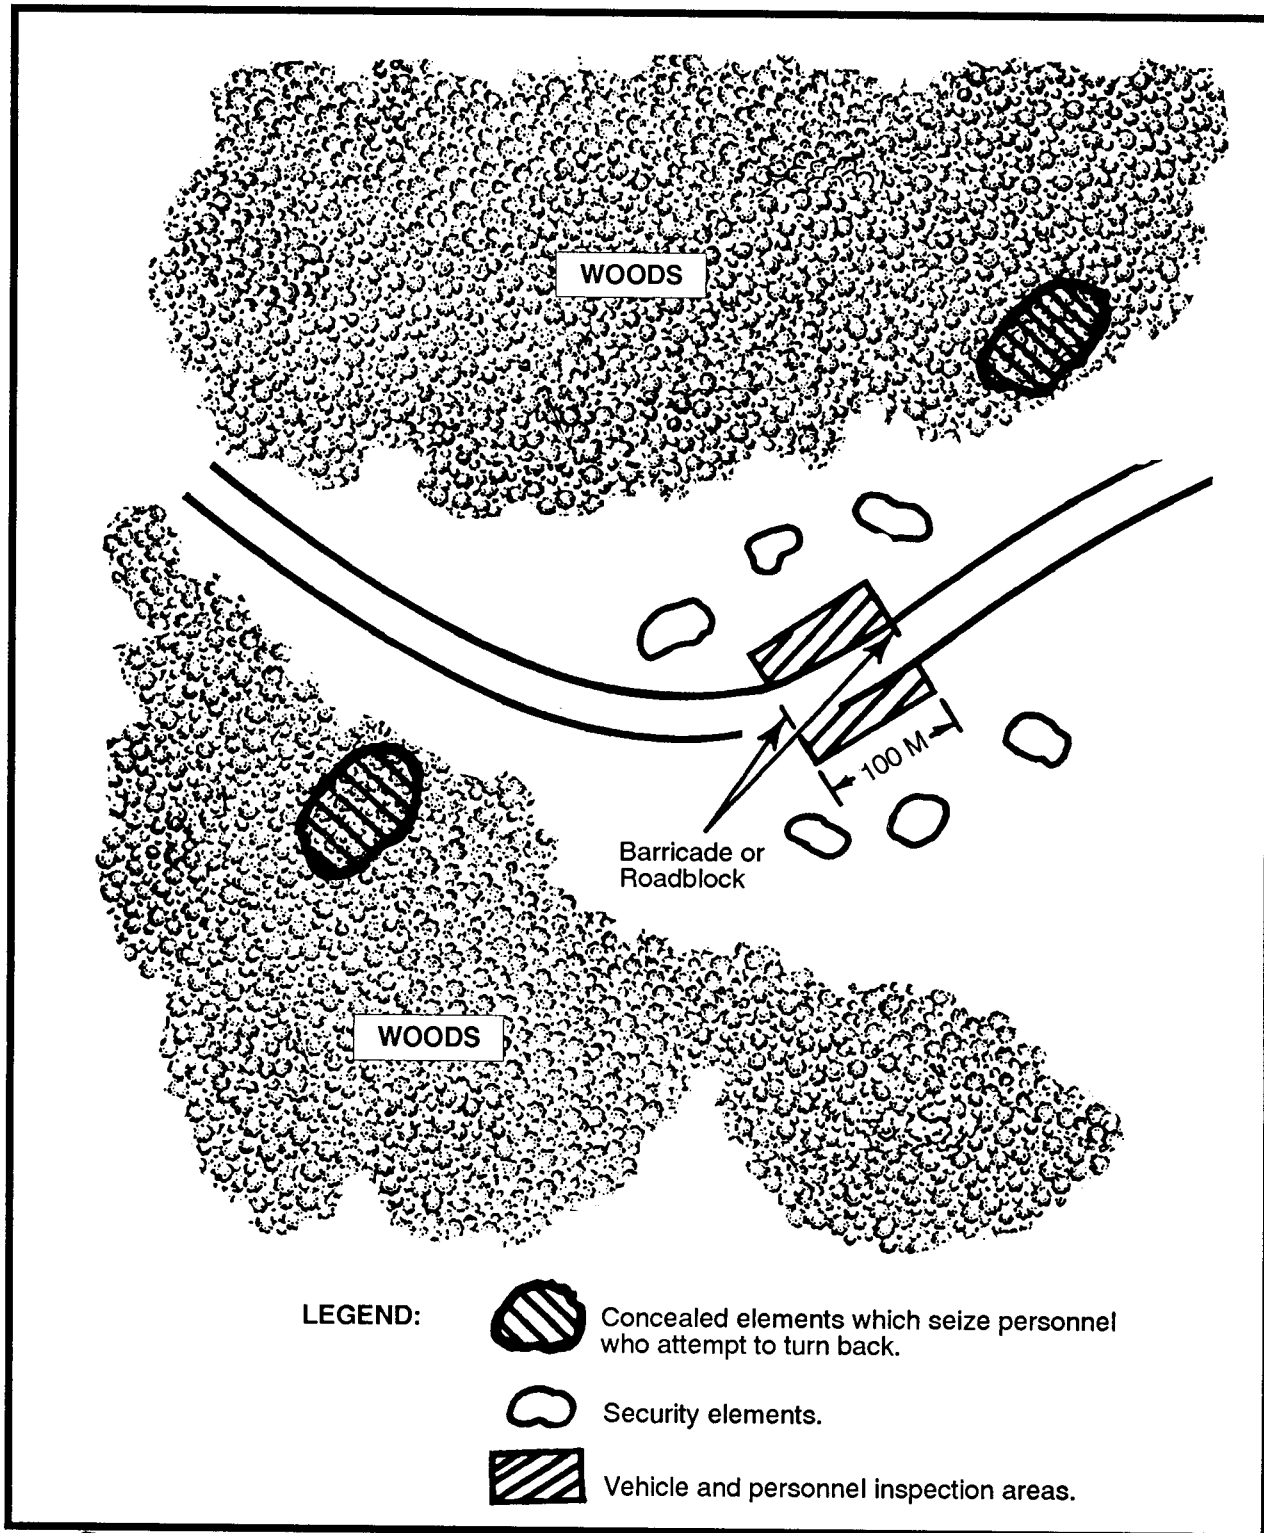 WOODS
100 M
Barricade or
Roadblock
WOODS
LEGEND:
Concealed elements which seize personnel
who attempt to turn back.
Security elements.
Vehicle and personnel inspection areas.